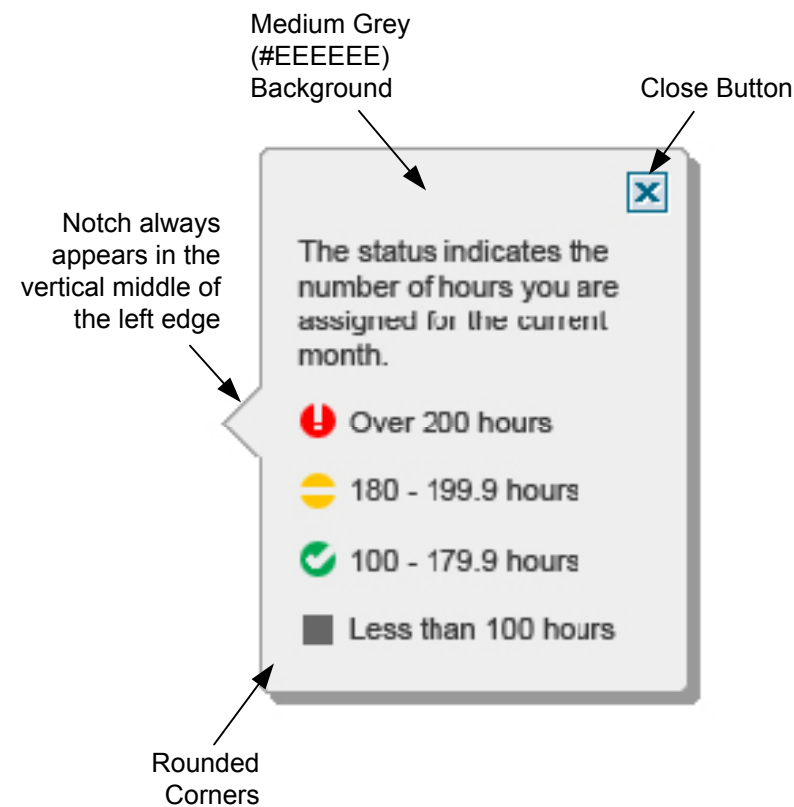 Medium Grey
(#EEEEEE)
Background
Close Button
Notch always
appears in the
vertical middle of
the left edge
The status indicates the
number of hours you are
assigned for the current
month.
Over 200 hours
180 - 199.9 hours
100 - 179.9 hours
Less than 100 hours
Rounded
Corners